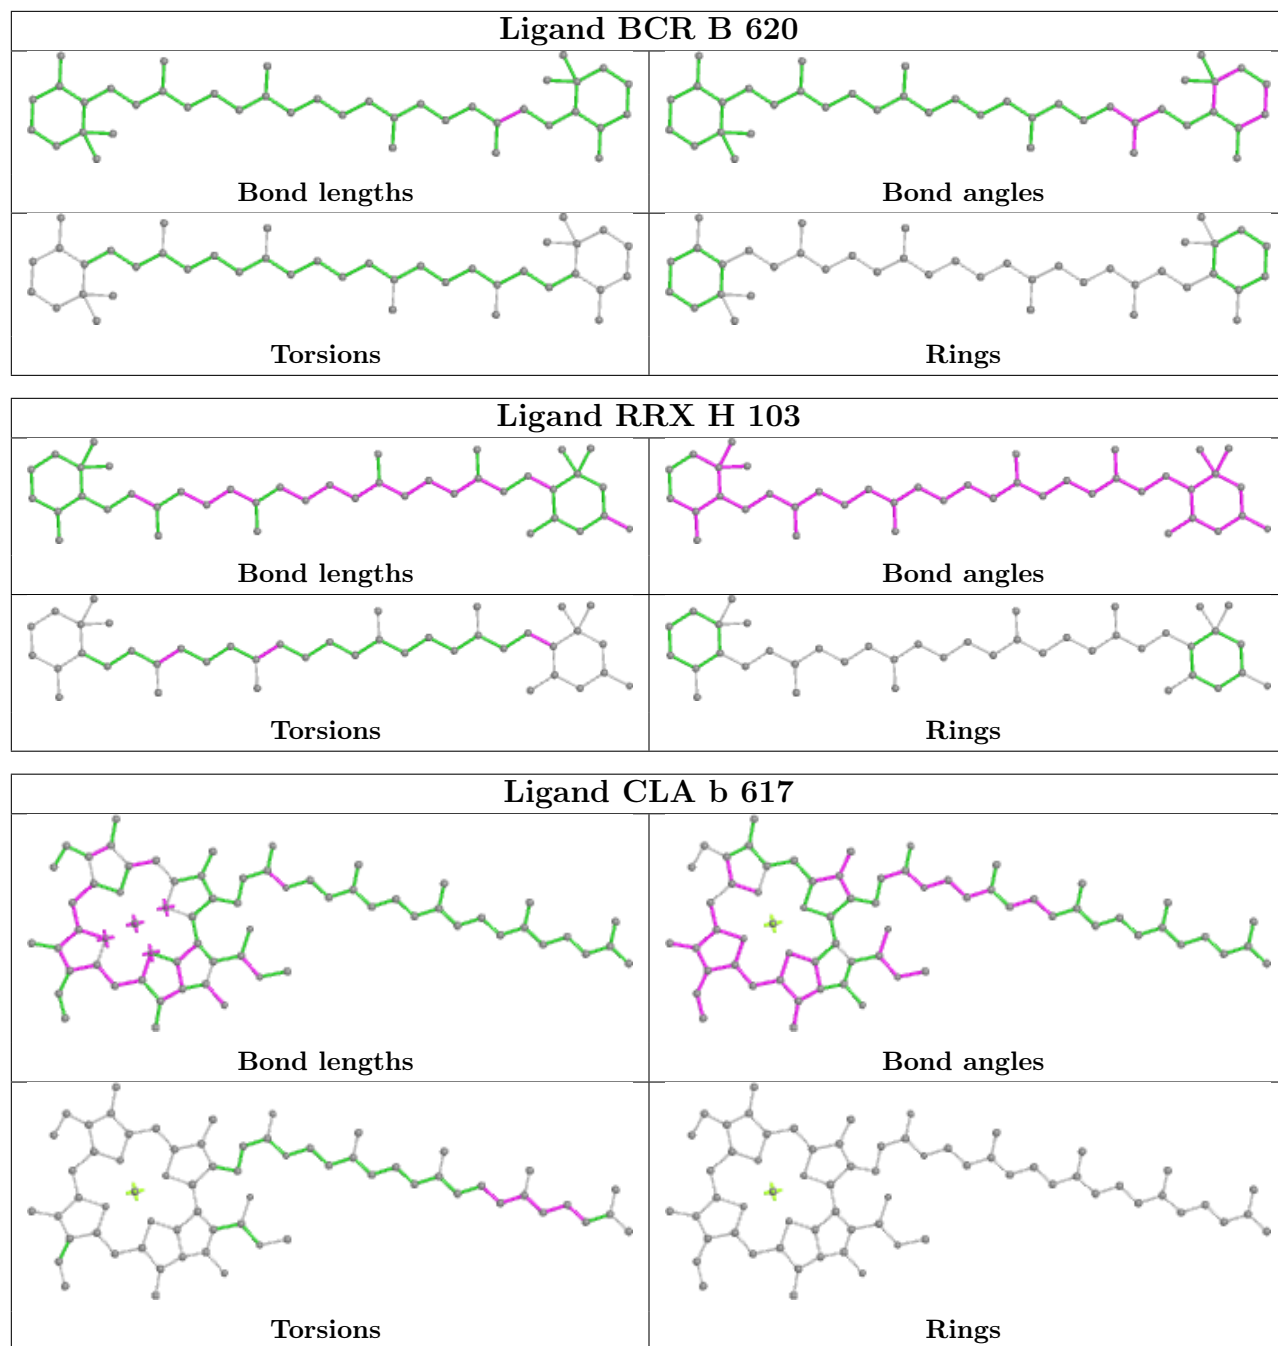 Ligand BCR B 620
Bond lengths
Bond angles
Torsions
Rings
Ligand RRX H 103
Bond lengths
Bond angles
Torsions
Rings
Ligand CLA b 617
Bond lengths
Bond angles
Torsions
Rings